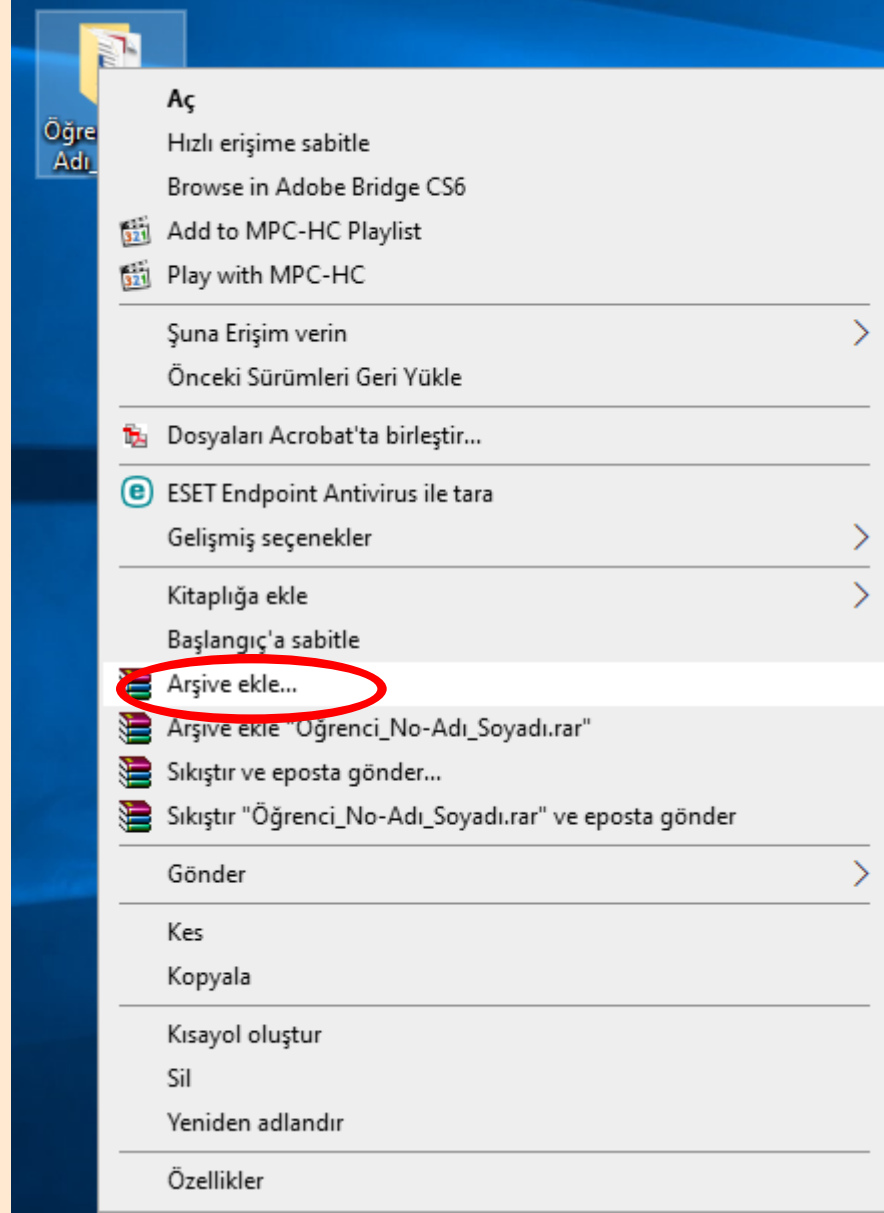 Öğre
Adı_
Aç
Hızlı erişime sabitle
Browse in Adobe Bridge CS6
Add to MPC-HC Playlist
Play with MPC-HC
Şuna Erişim verin
Önceki Sürümleri Geri Yükle
Dosyaları Acrobat'ta birleştir...
ESET Endpoint Antivirus ile tara
Gelişmiş seçenekler
Kitaplığa ekle
Başlangıç'a sabitle
Arşive ekle...
Arşive ekle "Öğrenci_No-Adı_Soyadı.rar"
Sıkıştır ve eposta gönder...
Sıkıştır "Öğrenci_No-Adı_Soyadı.rar" ve eposta gönder
Gönder
Kes
Kopyala
Kısayol oluştur
Sil
Yeniden adlandır
Özellikler